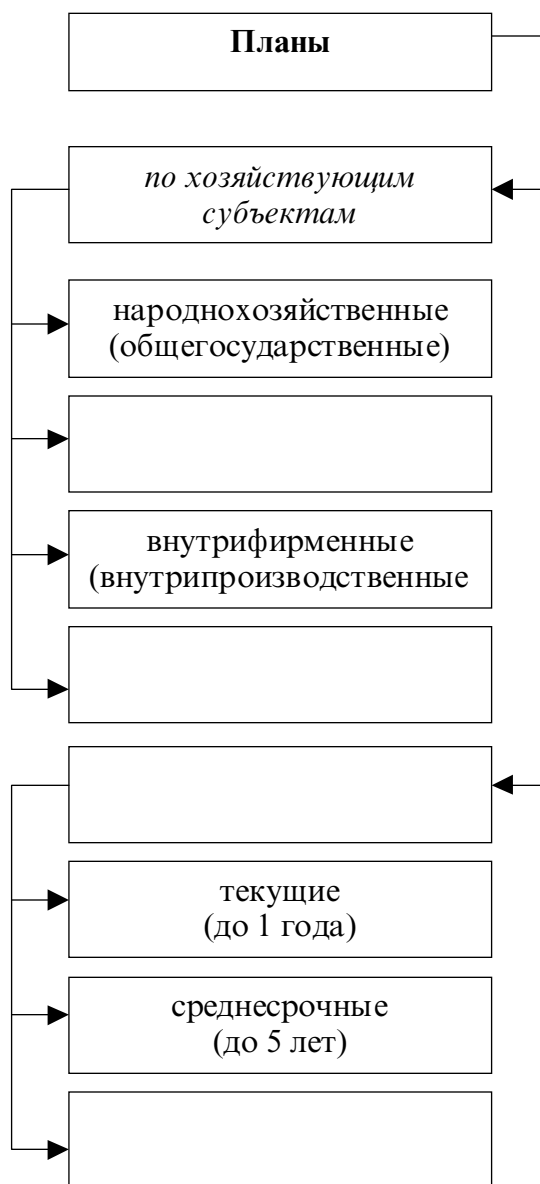 Планы
по хозяйствующим
субъектам
народнохозяйственные
(общегосударственные)
внутрифирменные
(внутрипроизводственные
текущие
(до 1 года)
среднесрочные
(до 5 лет)